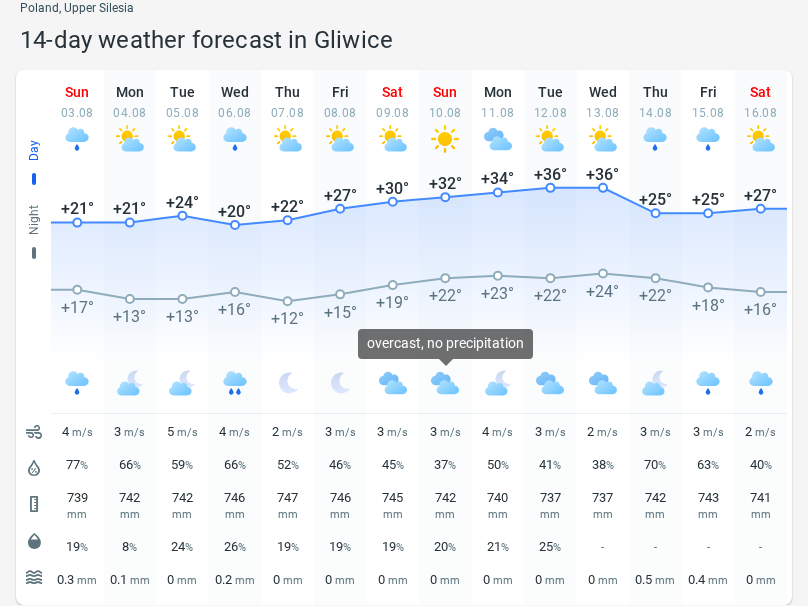 Poland, Upper Silesia
14-day weather forecast in Gliwice
Sun Mon Tue Wed Thu Fri Sat Sun Mon Tue Wed Thu Fri Sat
03.08 04.08 05.08 06.08 07.08 08.08 09.08 10.08 11.08 12.08 13.08 14.08 15.08 16.08
Day
+21° +21° +24° +20° +22° +27° +30° +32° +34° +36° +36° +25° +25° +27°
Night
+17° +13° +13° +16° +12° +15° +19° +22° +23° +22° +24° +22° +18° +16°
overcast, no precipitation
4 m/s 3 m/s 5 m/s 4 m/s 2 m/s 3 m/s 3 m/s 3 m/s 4 m/s 3 m/s 2 m/s 3 m/s 3 m/s 2 m/s
77% 66% 59% 66% 52% 46% 45% 37% 50% 41% 38% 70% 63% 40%
739 742 742 746 747 746 745 742 740 737 737 742 743 741
mm mm mm mm mm mm mm mm mm mm mm mm mm mm
19% 8% 24% 26% 19% 19% 19% 20% 21% 25% - - - -
0.3 mm 0.1 mm 0 mm 0.2 mm 0 mm 0 mm 0 mm 0 mm 0 mm 0 mm 0 mm 0.5 mm 0.4 mm 0 mm